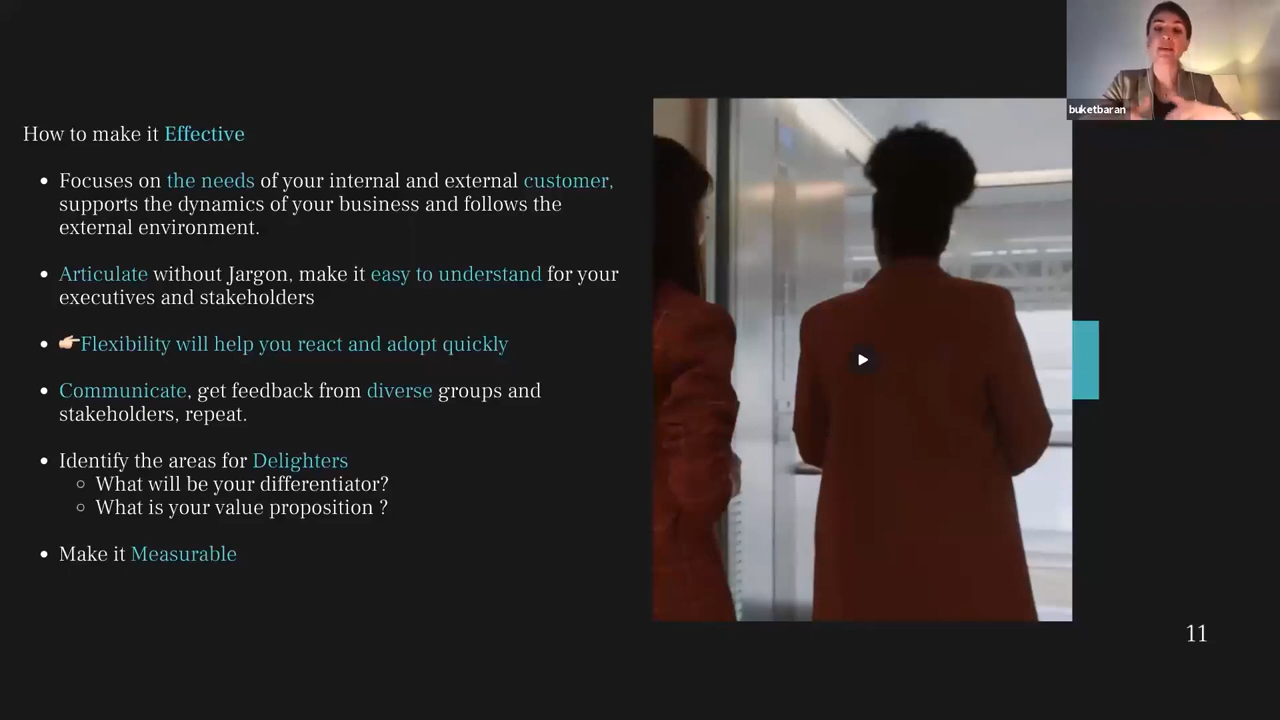 buketbaran
How to make it Effective
• Focuses on the needs of your internal and external customer,
supports the dynamics of your business and follows the
external environment.
• Articulate without Jargon, make it easy to understand for your
executives and stakeholders
• 👉Flexibility will help you react and adopt quickly
• Communicate, get feedback from diverse groups and
stakeholders, repeat.
• Identify the areas for Delighters
○ What will be your differentiator?
○ What is your value proposition ?
• Make it Measurable
11